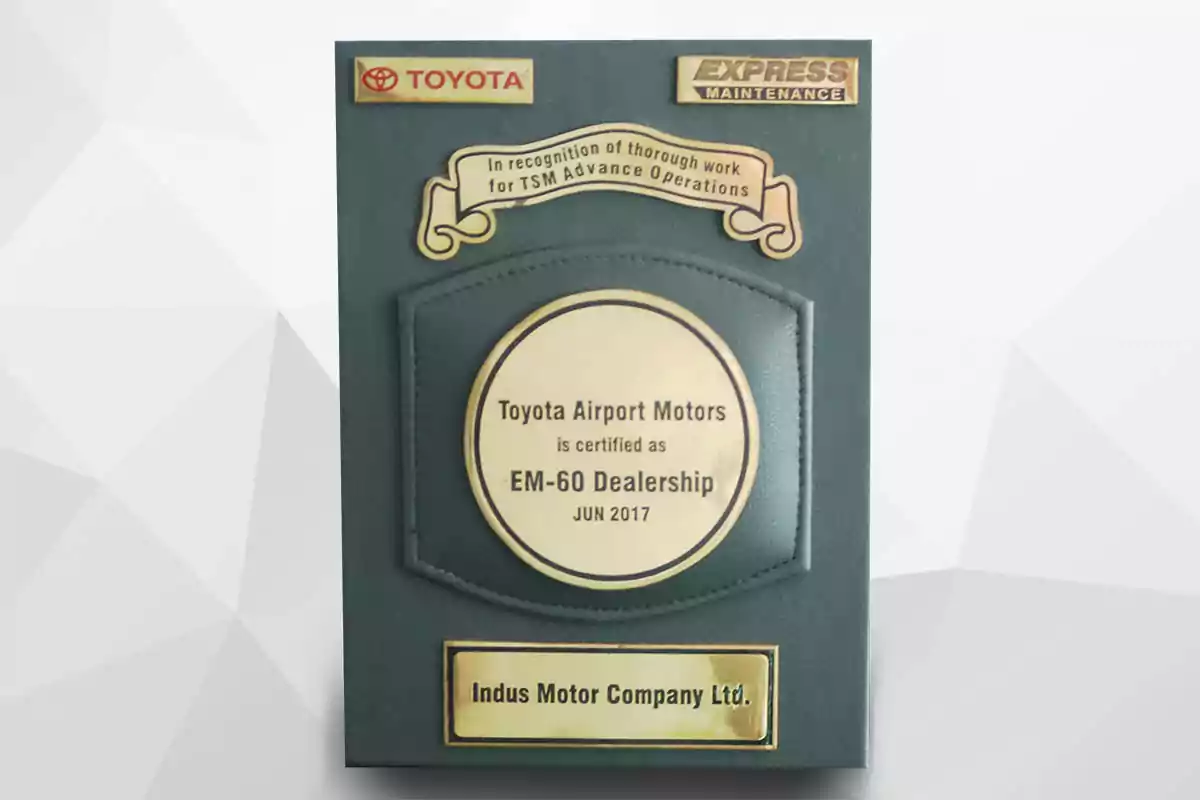 TOYOTA
EXPRESS
MAINTENANCE
In recognition of thorough work
for TSM Advance Operations
Toyota Airport Motors
is certified as
EM-60 Dealership
JUN 2017
Indus Motor Company Ltd.